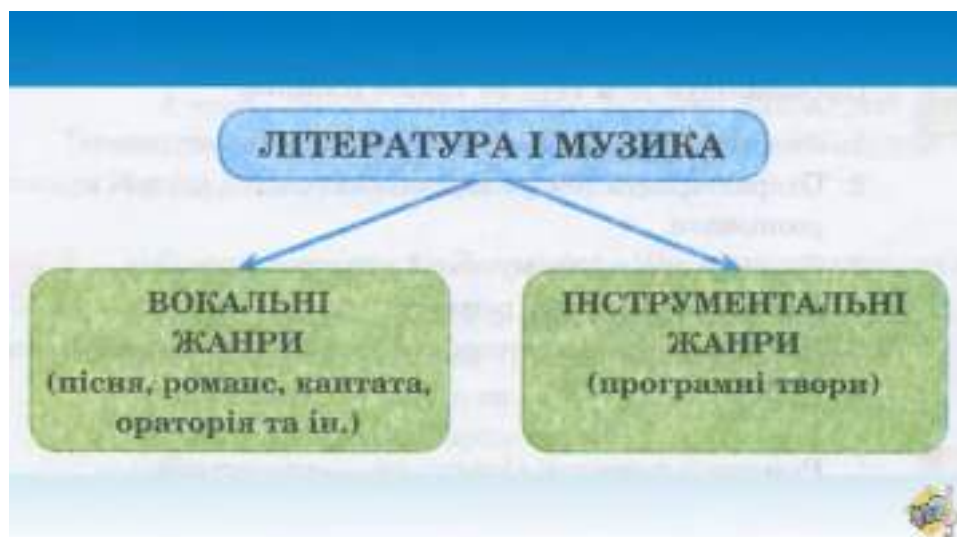 ЛІТЕРАТУРА І МУЗИКА
ВОКАЛЬНІ
ЖАНРИ
(пісня, романс, кантата,
ораторія та ін.)
ІНСТРУМЕНТАЛЬНІ
ЖАНРИ
(програмні твори)